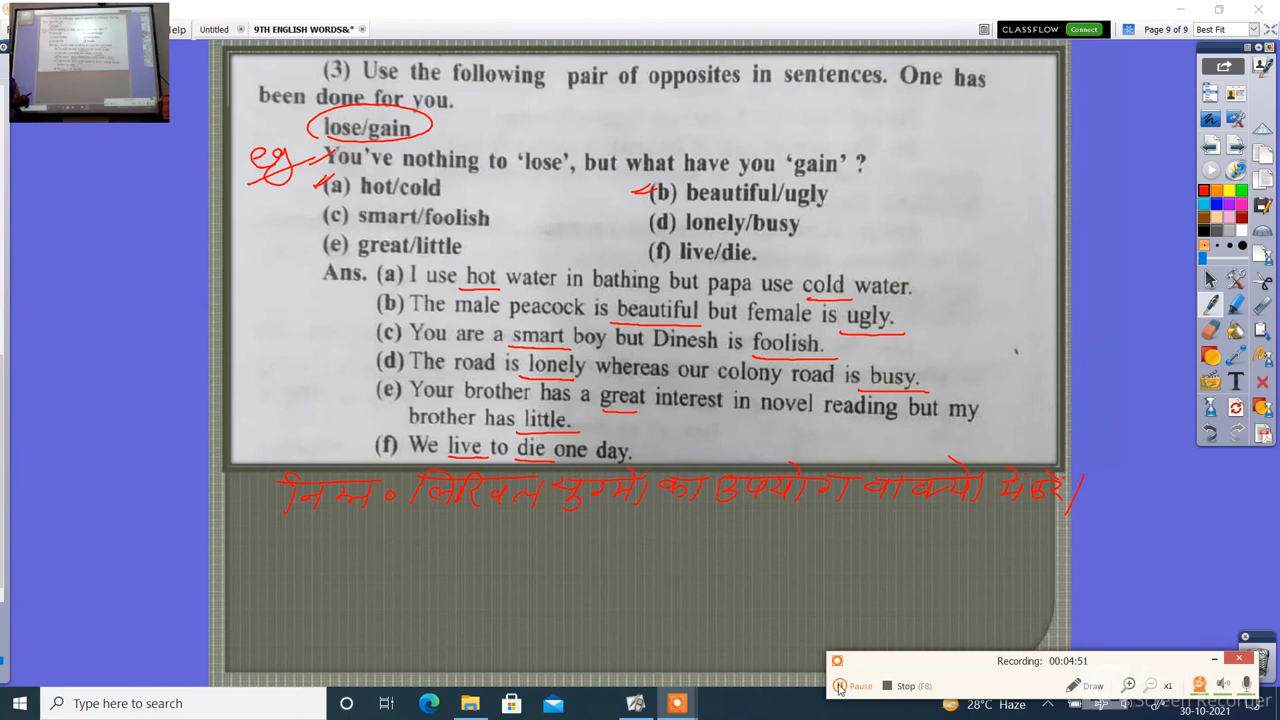 Help
Untitled
9TH ENGLISH WORDS&*
CLASSFLOW Connect
Page 9 of 9
Best Fit
(3) Use the following pair of opposites in sentences. One has
been done for you.
lose/gain
eg
You've nothing to 'lose', but what have you 'gain' ?
(a) hot/cold (b) beautiful/ugly
(c) smart/foolish (d) lonely/busy
(e) great/little (f) live/die.
Ans. (a) I use hot water in bathing but papa use cold water.
(b) The male peacock is beautiful but female is ugly.
(c) You are a smart boy but Dinesh is foolish.
(d) The road is lonely whereas our colony road is busy.
(e) Your brother has a great interest in novel reading but my
brother has little.
(f) We live to die one day.
निम्न० लिखित युग्मों का उपयोग वाक्यों में करें।
Recording: 00:04:51
Pause Stop (F8) x1 Draw
Type here to search
28°C Haze
Screen Recorder
30-10-2021